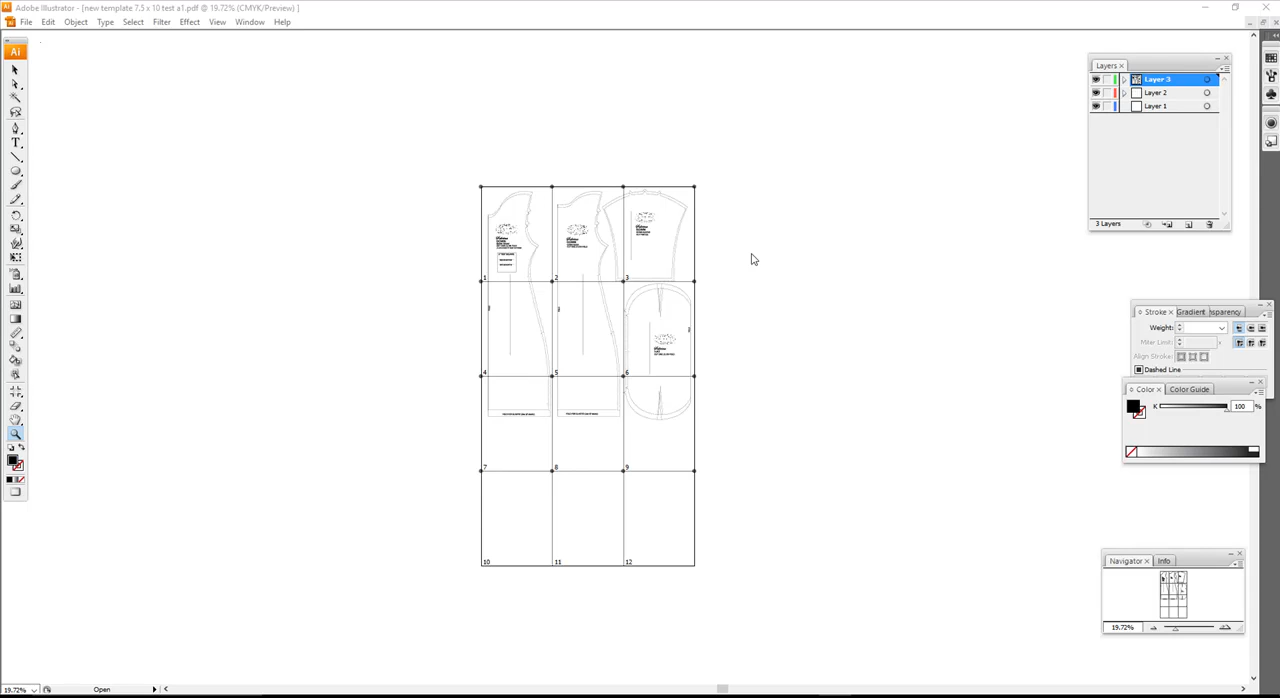 Adobe Illustrator - [new template 7.5 x 10 test a1.pdf @ 19.72% (CMYK/Preview) ]
File Edit Object Type Select Filter Effect View Window Help
Ai
Layers
Layer 3
Layer 2
Layer 1
3 Layers
1
2
3
4
5
6
7
8
9
10
11
12
Stroke Gradient
Weight:
Miter Limit:
Align Stroke:
Dashed Line
Color Color Guide
K 100 %
Navigator Info
19.72%
19.72% Open